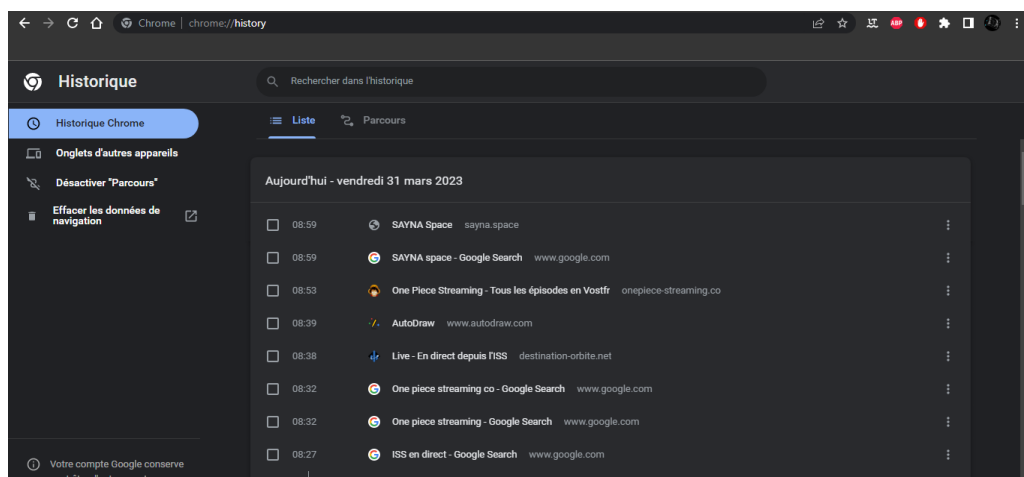 Chrome | chrome://history
ABP
Historique
Rechercher dans l'historique
Historique Chrome
Onglets d'autres appareils
Désactiver "Parcours"
Effacer les données de
navigation
Liste Parcours
Aujourd'hui - vendredi 31 mars 2023
08:59 SAYNA Space sayna.space
08:59 SAYNA space - Google Search www.google.com
08:53 One Piece Streaming - Tous les épisodes en Vostfr onepiece-streaming.co
08:39 AutoDraw www.autodraw.com
08:38 Live - En direct depuis l'ISS destination-orbite.net
08:32 One piece streaming co - Google Search www.google.com
08:32 One piece streaming - Google Search www.google.com
08:27 ISS en direct - Google Search www.google.com
Votre compte Google conserve